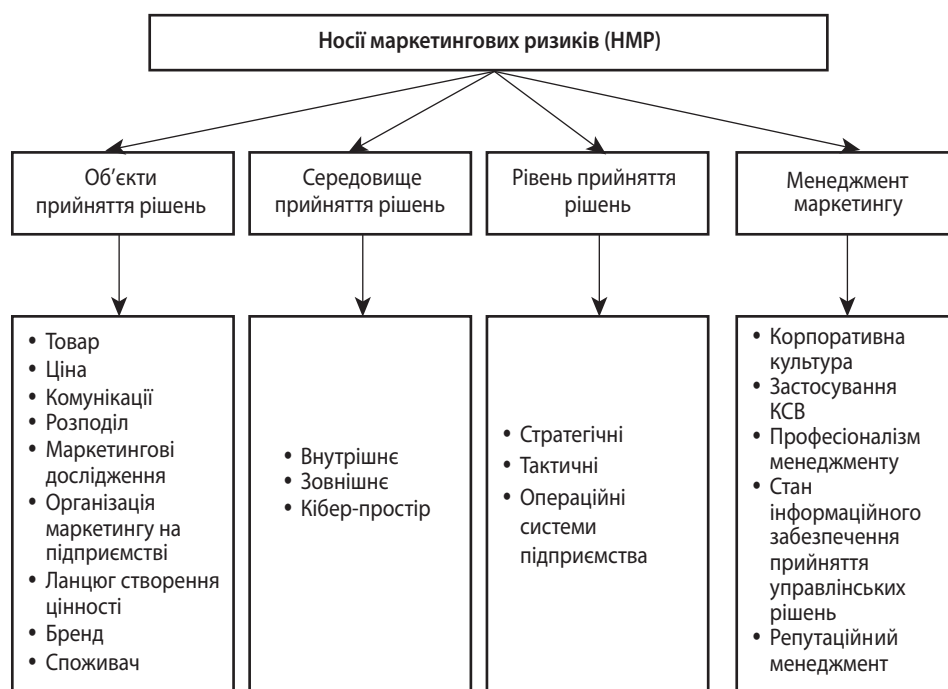 Носії маркетингових ризиків (НМР)
Об’єкти
прийняття рішень
Середовище
прийняття рішень
Рівень прийняття
рішень
Менеджмент
маркетингу
• Товар
• Ціна
• Комунікації
• Розподіл
• Маркетингові
дослідження
• Організація
маркетингу на
підприємстві
• Ланцюг створення
цінності
• Бренд
• Споживач
• Внутрішнє
• Зовнішнє
• Кібер-простір
• Стратегічні
• Тактичні
• Операційні
системи
підприємства
• Корпоративна
культура
• Застосування
КСВ
• Професіоналізм
менеджменту
• Стан
інформаційного
забезпечення
прийняття
управлінських
рішень
• Репутаційний
менеджмент